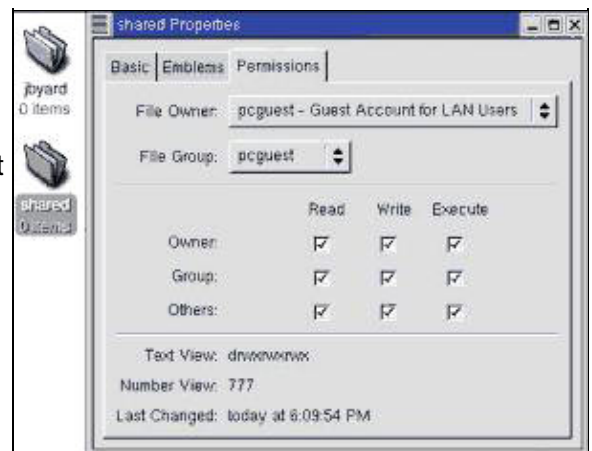 shared Properties
jbyard
0 items
t
shared
0 items
Basic Emblems Permissions
File Owner: pcguest - Guest Account for LAN Users
File Group: pcguest
Read Write Execute
Owner:
Group:
Others:
Text View: drwxrwxrwx
Number View: 777
Last Changed: today at 6:09:54 PM